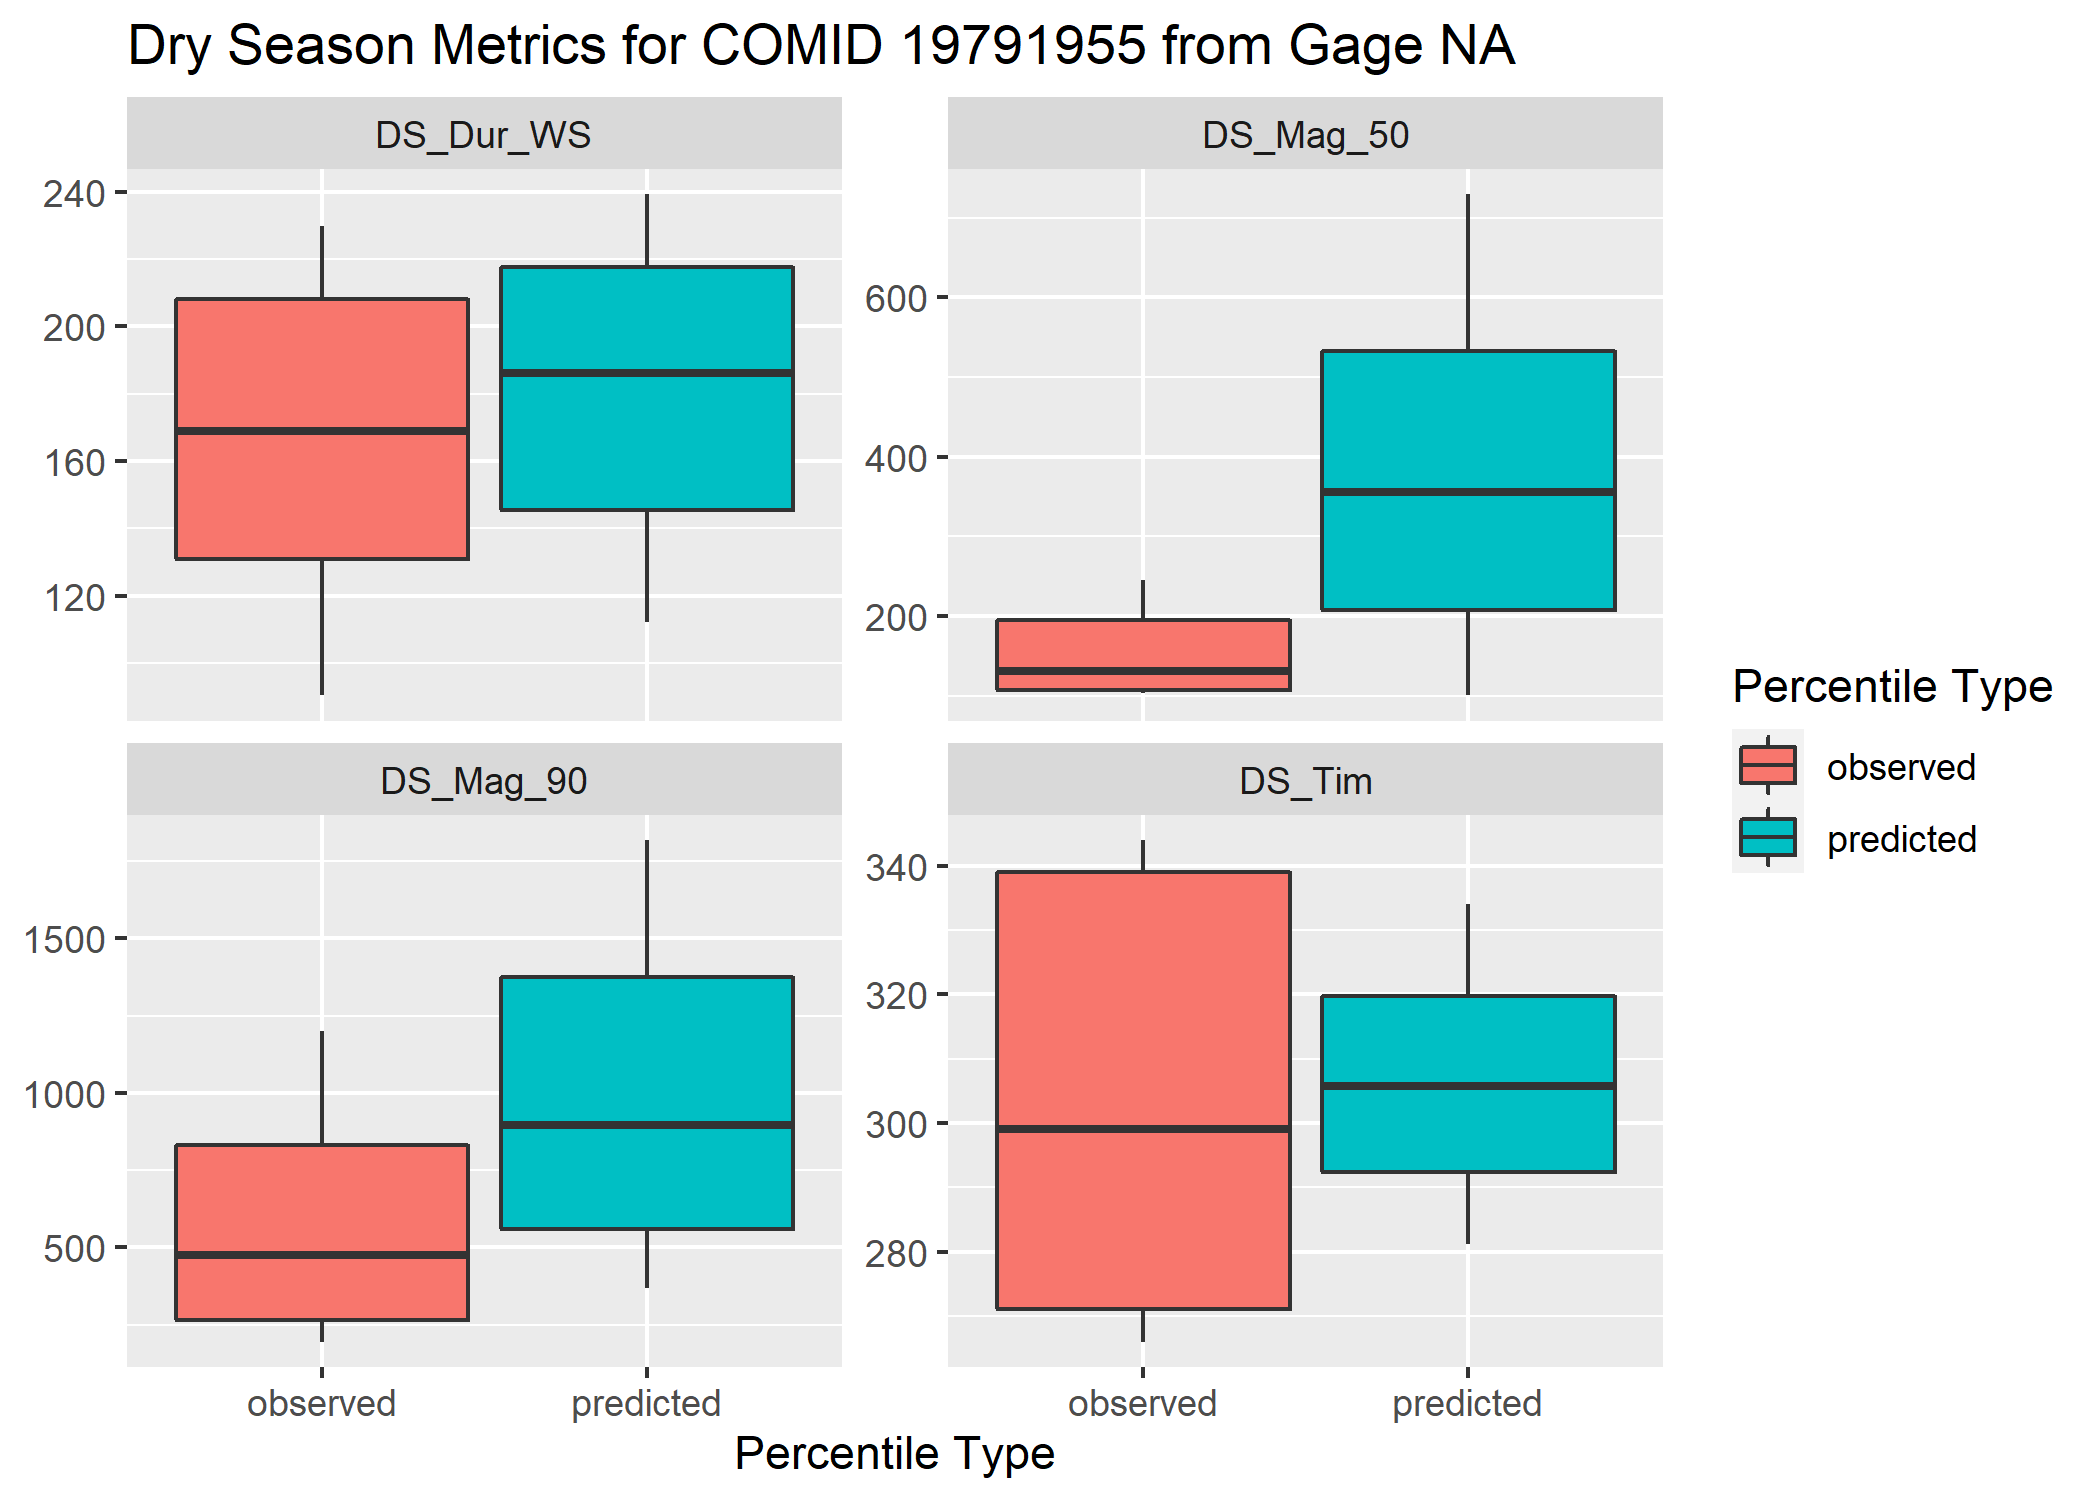 Dry Season Metrics for COMID 19791955 from Gage NA
DS_Dur_WS
240
200
160
120
DS_Mag_50
600
400
200
DS_Mag_90
1500
1000
500
observed predicted
DS_Tim
340
320
300
280
observed predicted
Percentile Type
Percentile Type
observed
predicted